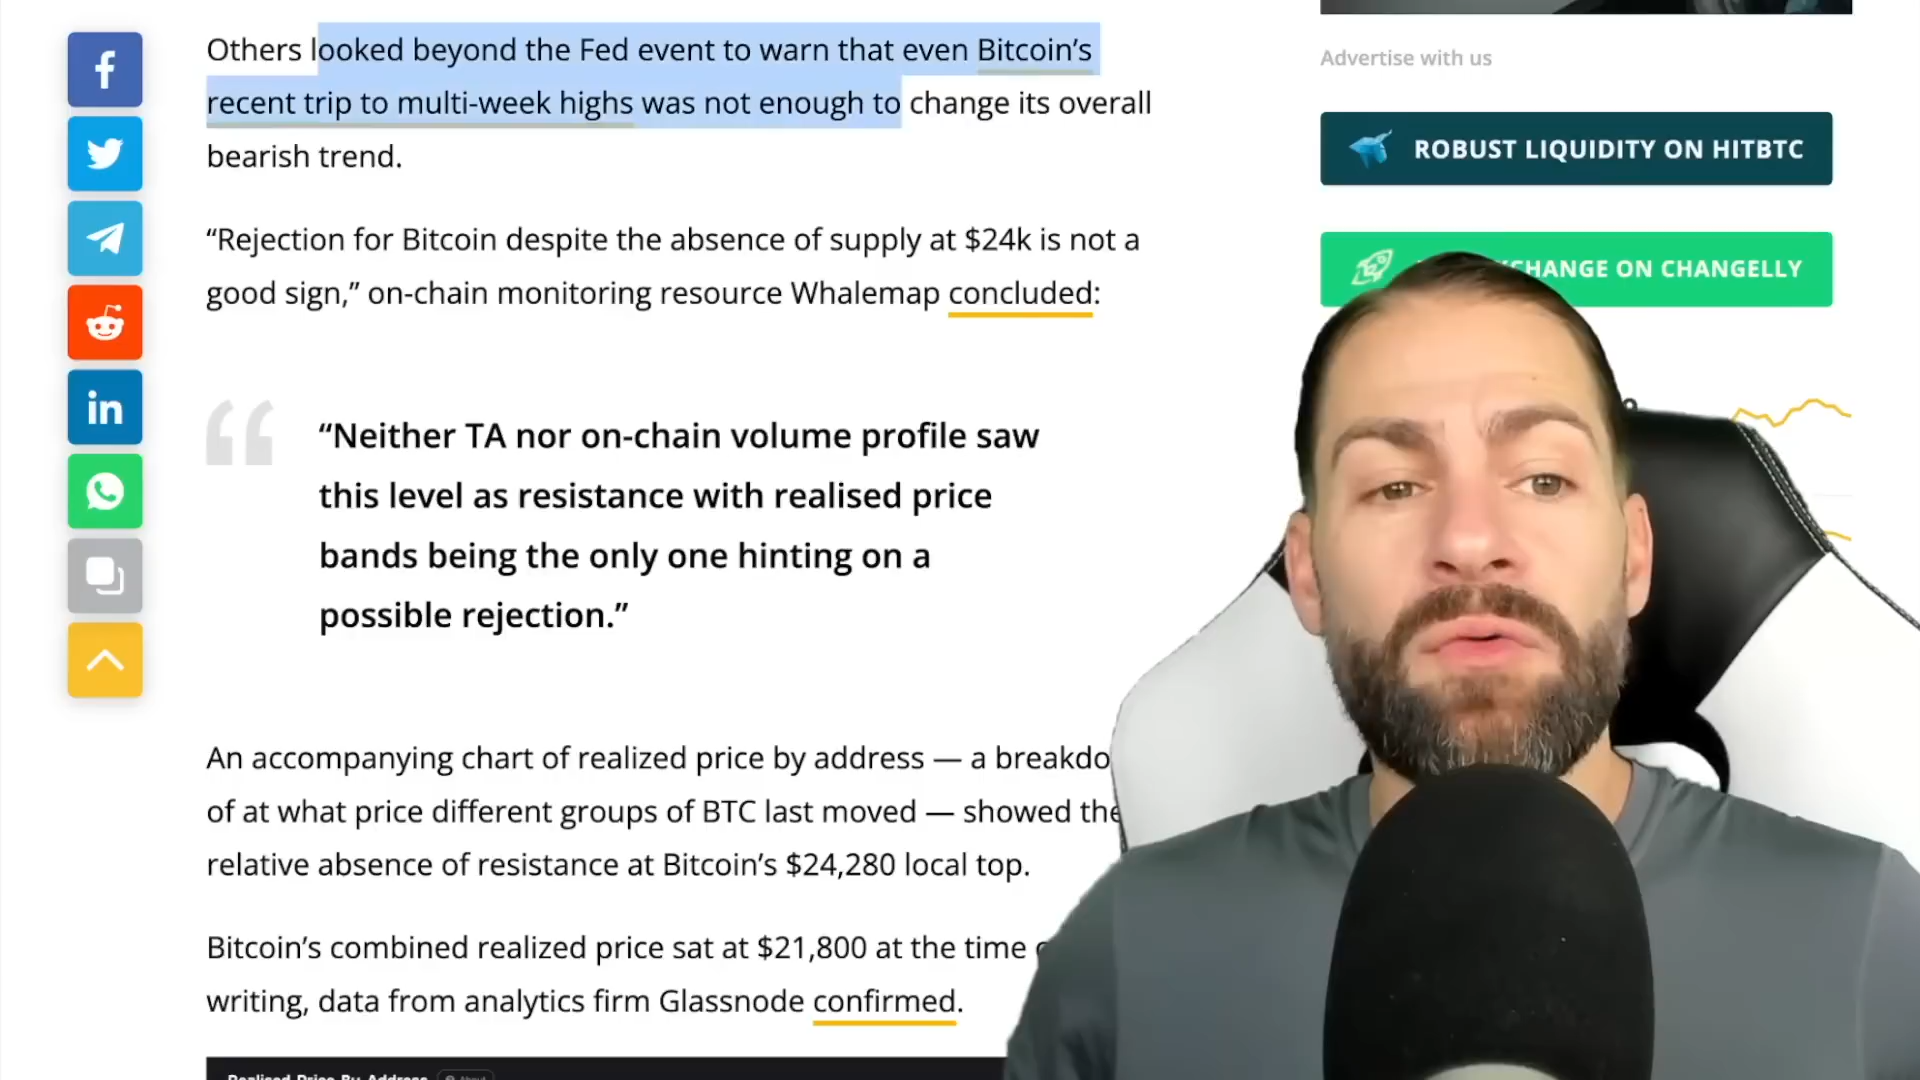 Others looked beyond the Fed event to warn that even Bitcoin’s
recent trip to multi-week highs was not enough to change its overall
bearish trend.
“Rejection for Bitcoin despite the absence of supply at $24k is not a
good sign,” on-chain monitoring resource Whalemap concluded:
“Neither TA nor on-chain volume profile saw
this level as resistance with realised price
bands being the only one hinting on a
possible rejection.”
An accompanying chart of realized price by address — a
of at what price different groups of BTC last moved — showed the
relative absence of resistance at Bitcoin’s $24,280 local top.
Bitcoin’s combined realized price sat at $21,800 at the time
writing, data from analytics firm Glassnode confirmed.
Realised Price By Address
Advertise with us
ROBUST LIQUIDITY ON HITBTC
ON CHANGELLY